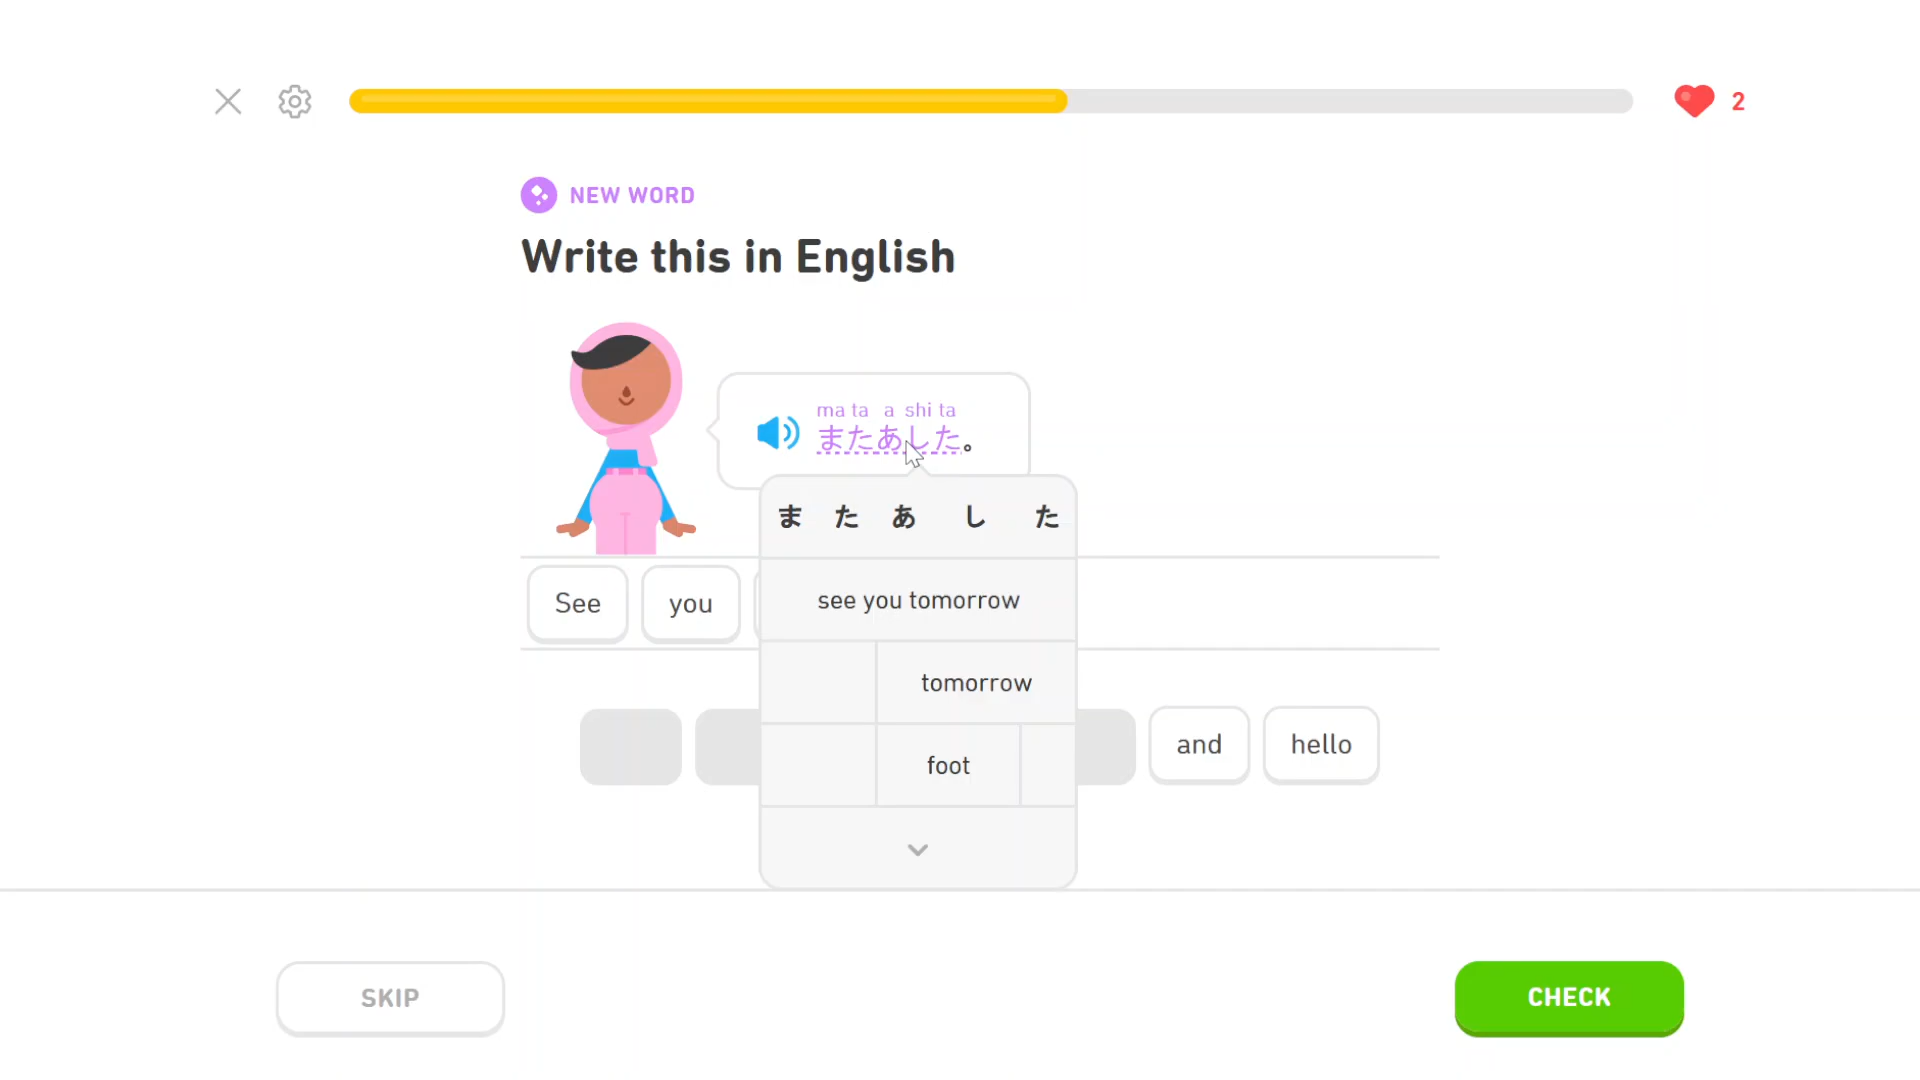 2
NEW WORD
Write this in English
ma ta a shi ta
またあした。
ま た あ し た
see you tomorrow
See you
tomorrow
foot
and hello
SKIP
CHECK